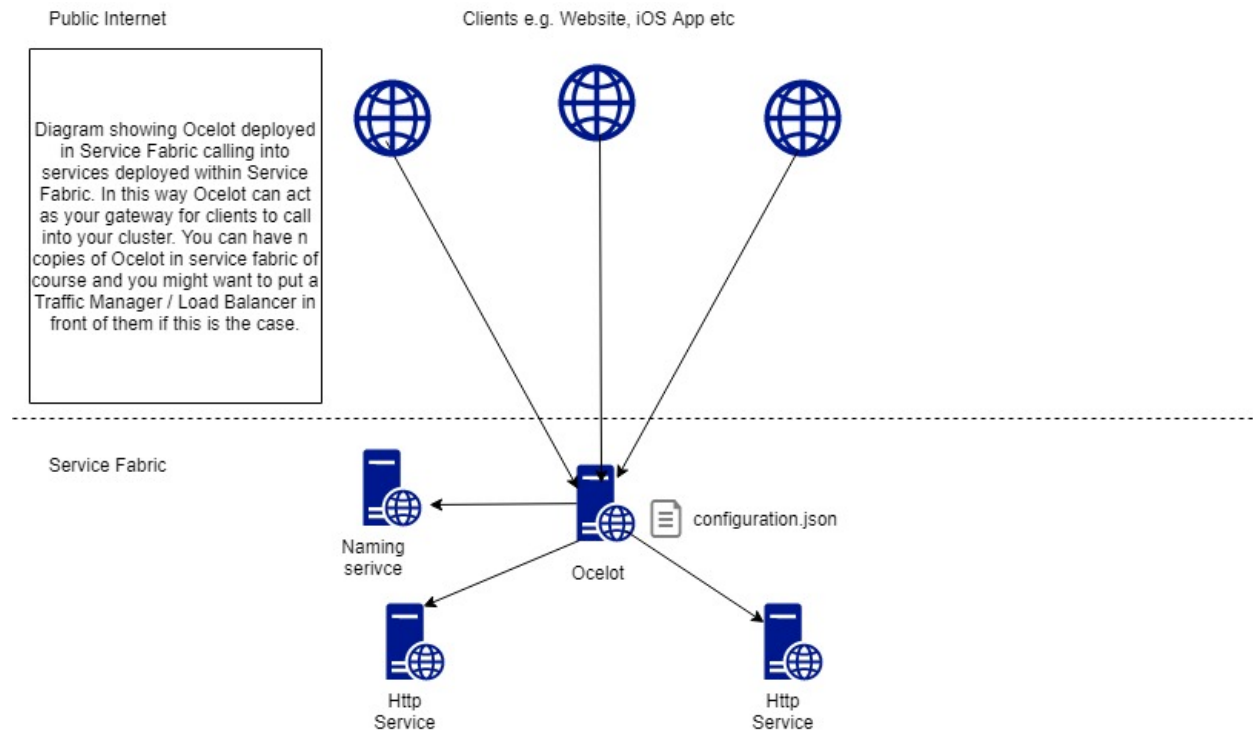 Public Internet
Clients e.g. Website, iOS App etc
Diagram showing Ocelot deployed
in Service Fabric calling into
services deployed within Service
Fabric. In this way Ocelot can act
as your gateway for clients to call
into your cluster. You can have n
copies of Ocelot in service fabric of
course and you might want to put a
Traffic Manager / Load Balancer in
front of them if this is the case.
Service Fabric
Naming
serivce
Ocelot
configuration.json
Http
Service
Http
Service